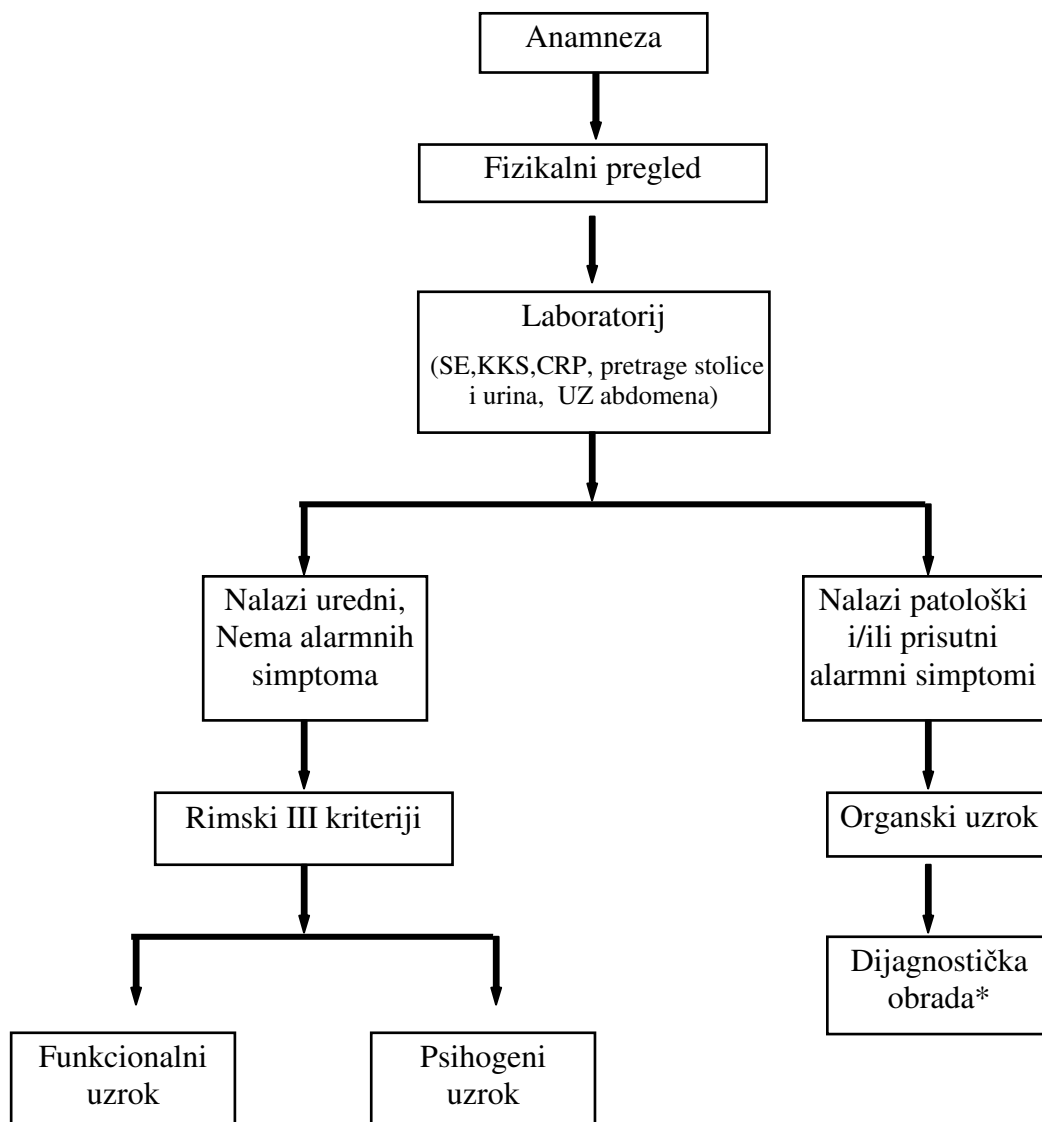 Anamneza
Fizikalni pregled
Laboratorij
(SE,KKS,CRP, pretrage stolice
i urina, UZ abdomena)
Nalazi uredni,
Nema alarmnih
simptoma
Nalazi patološki
i/ili prisutni
alarmni simptomi
Rimski III kriteriji
Organski uzrok
Dijagnostička
obrada*
Funkcionalni
uzrok
Psihogeni
uzrok